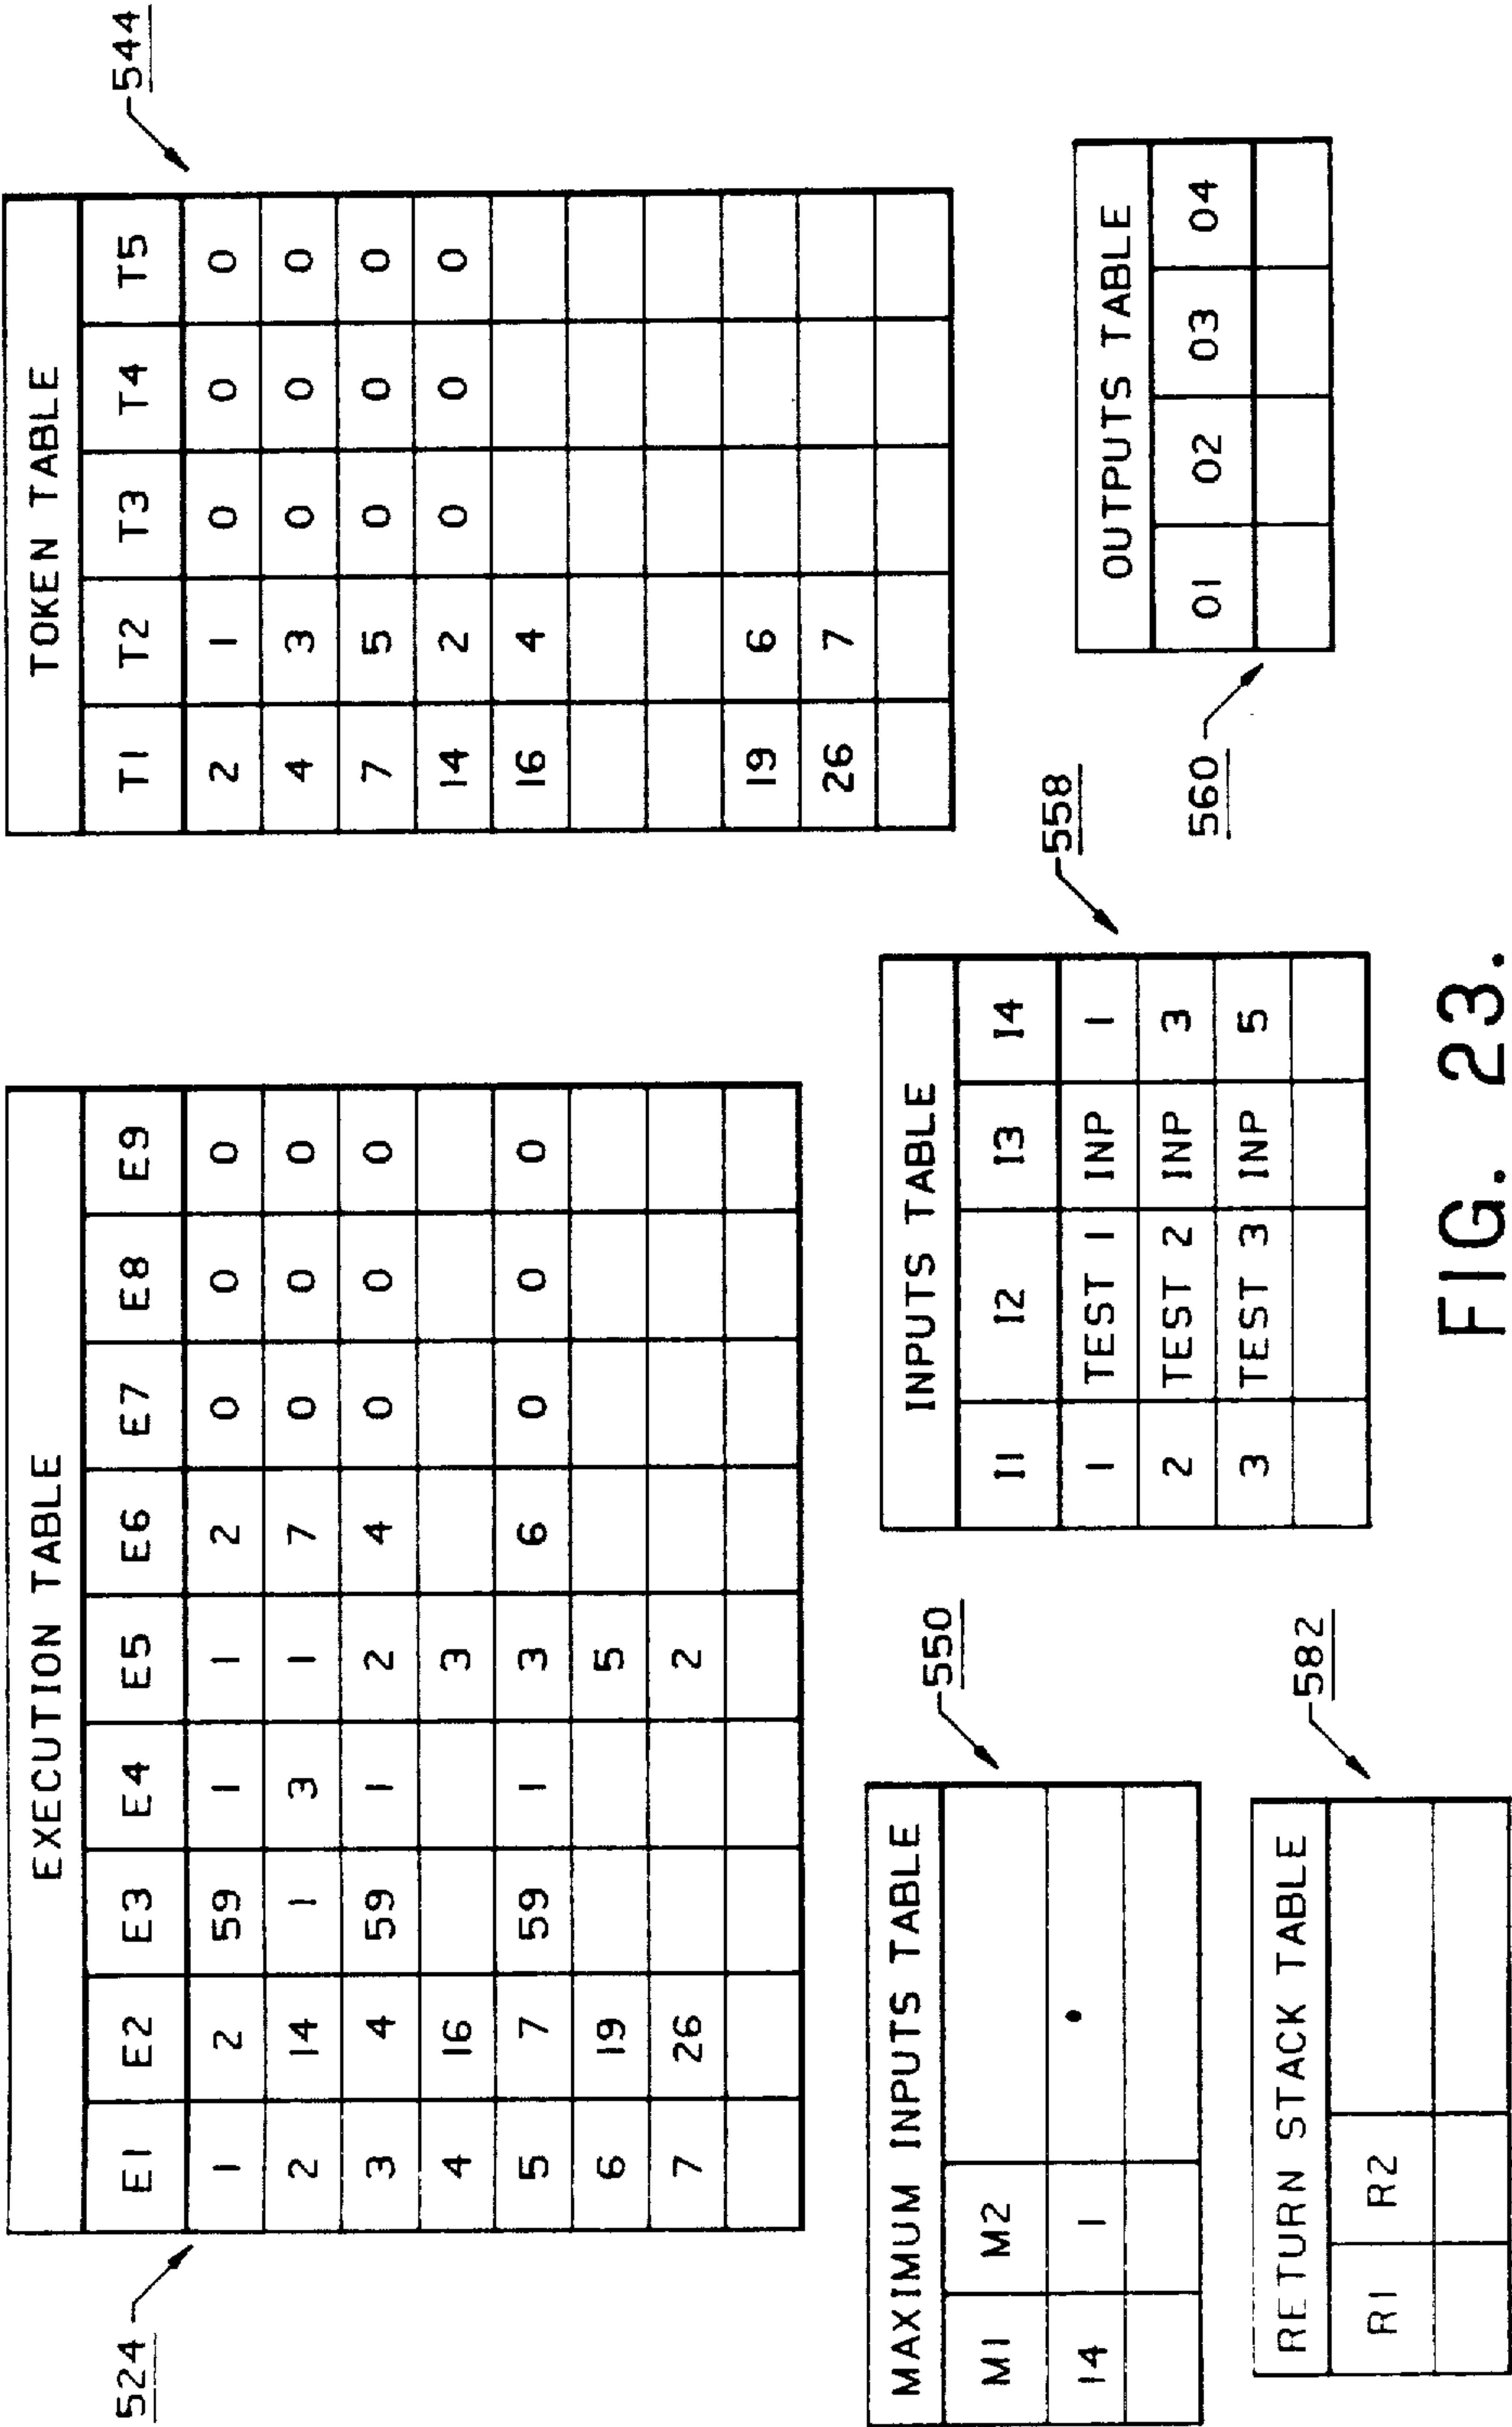 524
EXECUTION TABLE
E1 E2 E3 E4 E5 E6 E7 E8 E9
1 2 59 1 1 2 0 0 0
2 14 1 3 1 7 0 0 0
3 4 59 1 2 4 0 0 0
4 16 3
5 7 59 1 3 6 0 0 0
6 19 5
7 26 2
TOKEN TABLE
T1 T2 T3 T4 T5
2 1 0 0 0
4 3 0 0 0
7 5 0 0 0
14 2 0 0 0
16 4
19 6
26 7
544
MAXIMUM INPUTS TABLE
M1 M2
14 1
550
RETURN STACK TABLE
R1 R2
582
INPUTS TABLE
I1 I2 I3 I4
1 TEST 1 INP 1
2 TEST 2 INP 3
3 TEST 3 INP 5
558
OUTPUTS TABLE
O1 O2 O3 O4
560
FIG. 23.